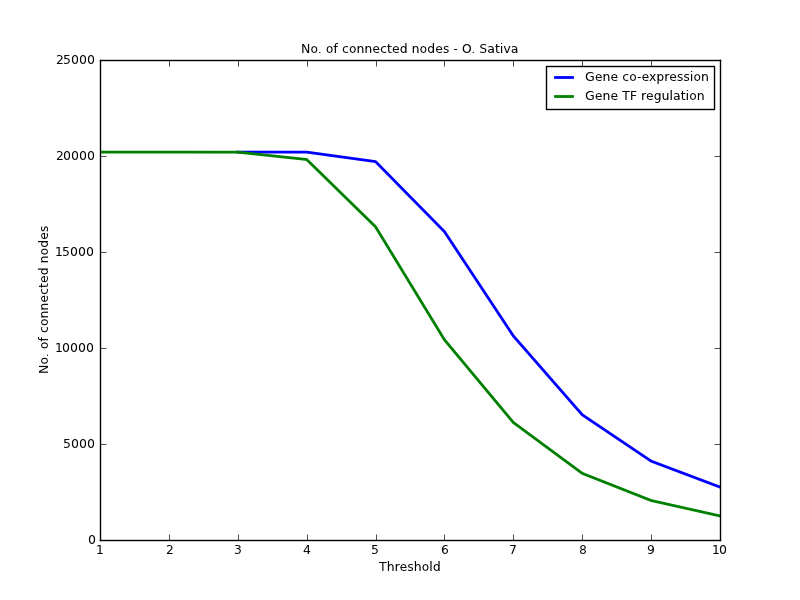 No. of connected nodes - O. Sativa
25000
20000
15000
10000
5000
0
No. of connected nodes
Gene co-expression
Gene TF regulation
1 2 3 4 5 6 7 8 9 10
Threshold